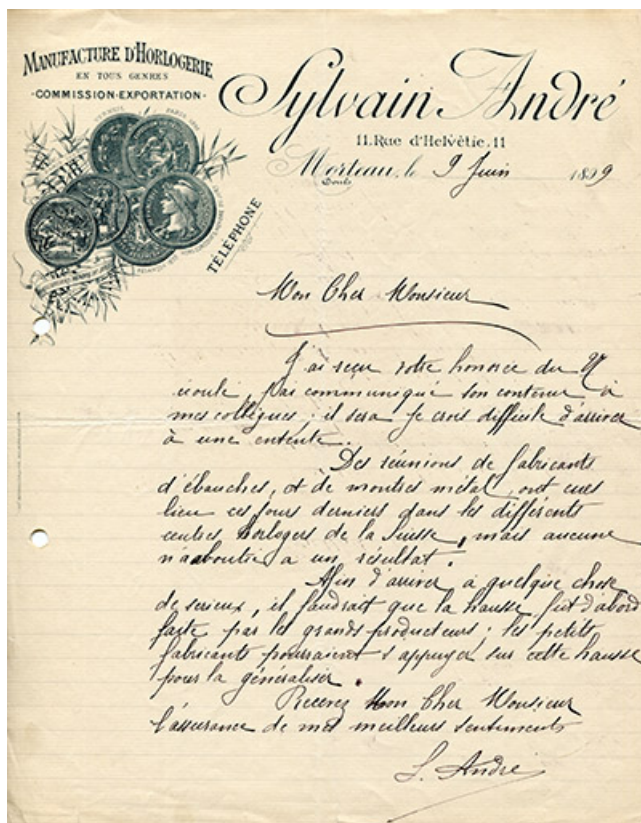 MANUFACTURE D'HORLOGERIE
EN TOUS GENRES
-COMMISSION-EXPORTATION-
Sylvain André
11. Rue d'Helvétie. 11
Morteau, le 9 Juin 1899
Doubs
TÉLÉPHONE
Mon Cher Monsieur
J'ai reçu votre honorée du 27
écoulé, j'ai communiqué son contenu à
mes collègues; il sera je crois difficile d'arriver
à une entente.
Des réunions de fabricants
d'ébauches, et de montres métal, ont eues
lieu ces jours derniers dans les différents
centres horlogers de la Suisse, mais aucune
n'a aboutie a un résultat.
Afin d'arriver a quelque chose
de serieux, il faudrait que la hausse fut d'abord
faite par les grands producteurs; les petits
fabricants pourraient s'appuyer sur cette hausse
pour la généraliser.
Recevez Mon Cher Monsieur
l'assurance de mes meilleurs sentiments
S. André